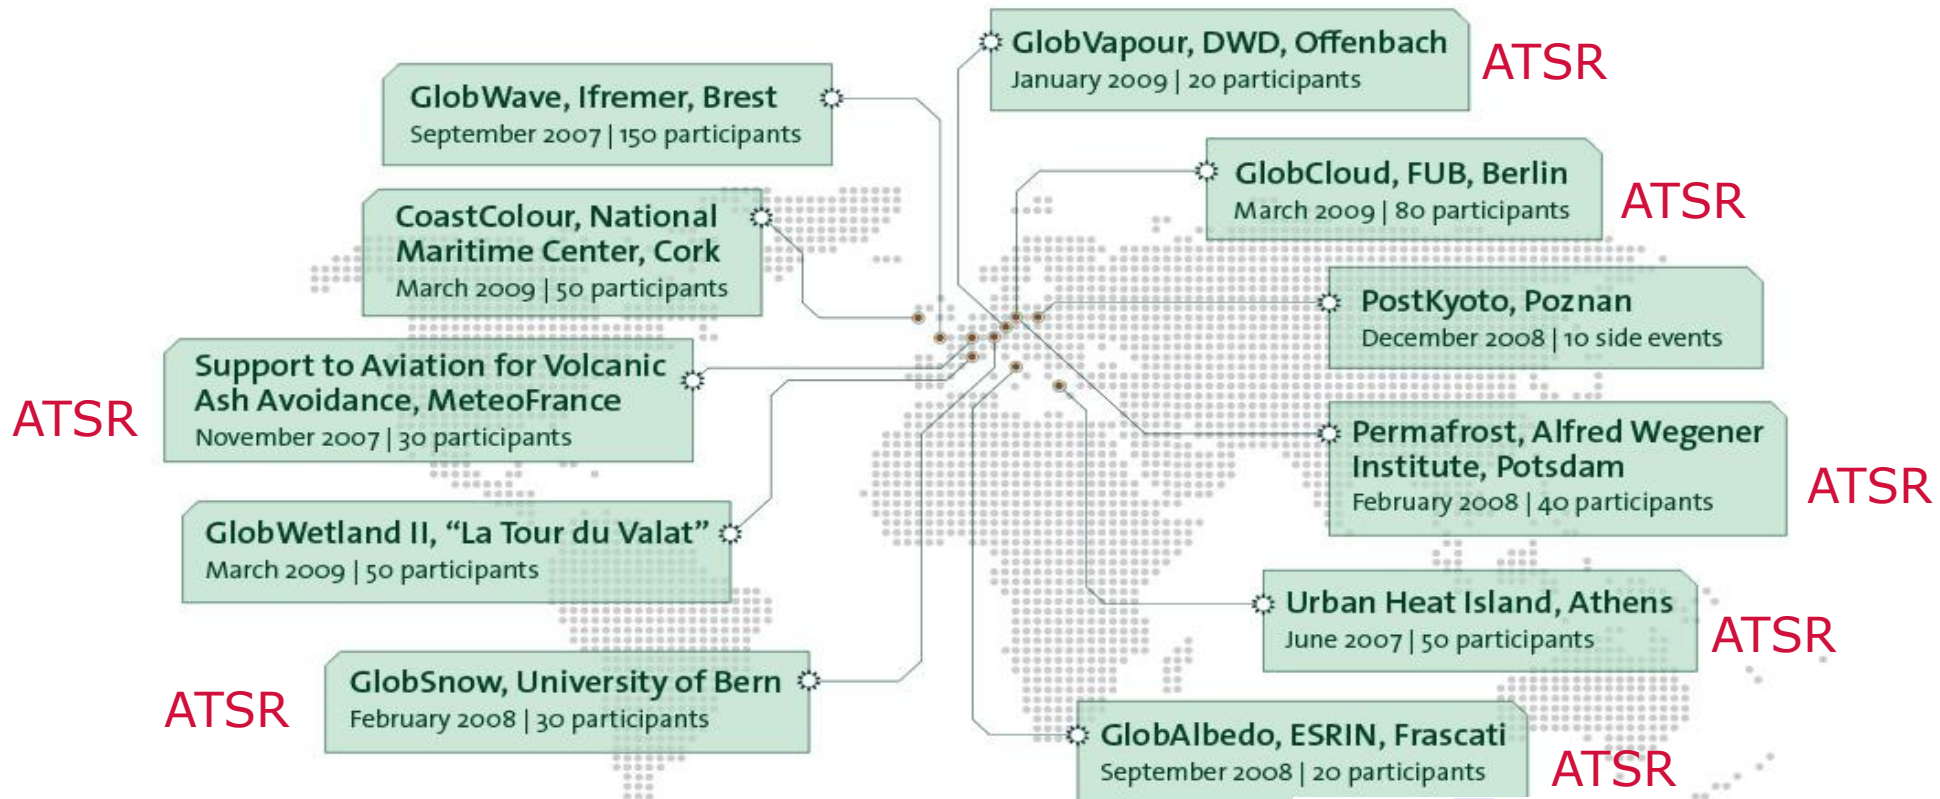 GlobVapour, DWD, Offenbach
January 2009 | 20 participants
ATSR
GlobWave, Ifremer, Brest
September 2007 | 150 participants
GlobCloud, FUB, Berlin
March 2009 | 80 participants
ATSR
CoastColour, National
Maritime Center, Cork
March 2009 | 50 participants
PostKyoto, Poznan
December 2008 | 10 side events
Support to Aviation for Volcanic
Ash Avoidance, MeteoFrance
November 2007 | 30 participants
ATSR
Permafrost, Alfred Wegener
Institute, Potsdam
February 2008 | 40 participants
ATSR
GlobWetland II, “La Tour du Valat”
March 2009 | 50 participants
Urban Heat Island, Athens
June 2007 | 50 participants
ATSR
GlobSnow, University of Bern
February 2008 | 30 participants
ATSR
GlobAlbedo, ESRIN, Frascati
September 2008 | 20 participants
ATSR